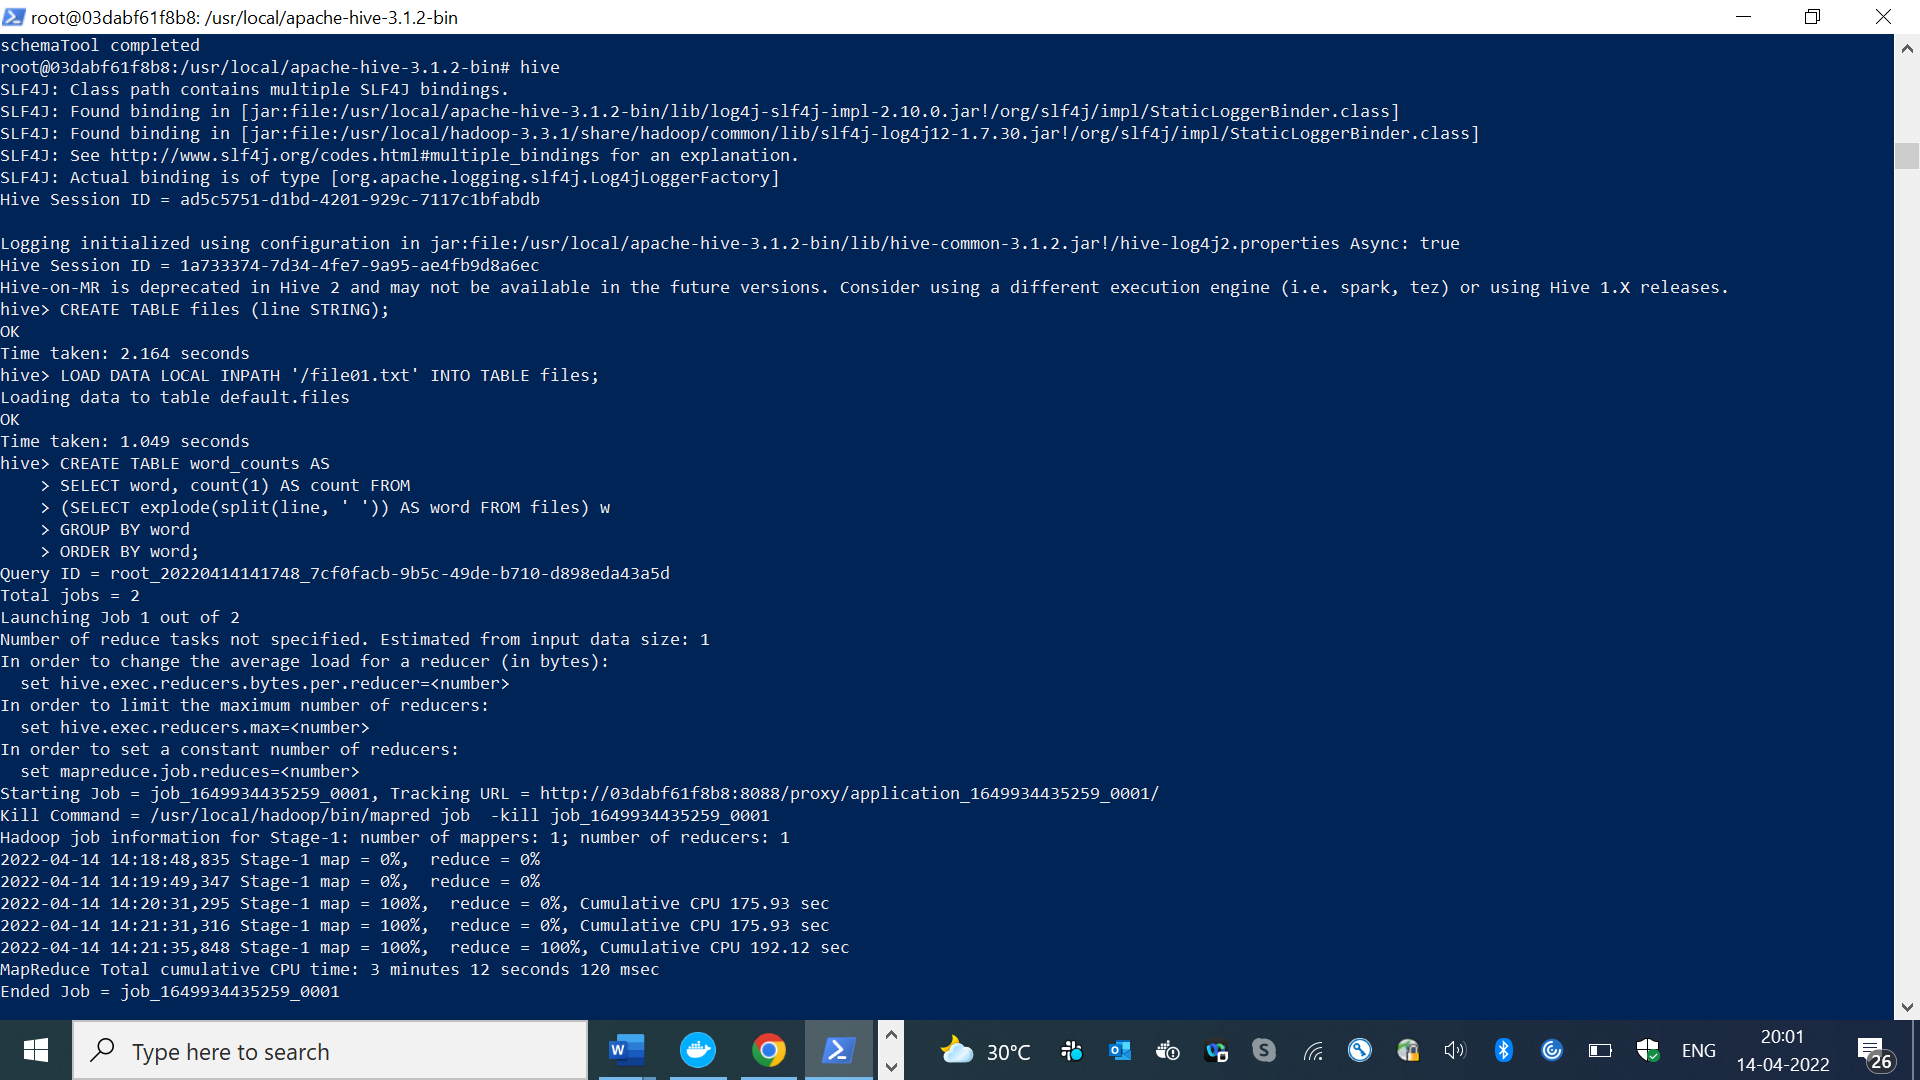 root@03dabf61f8b8: /usr/local/apache-hive-3.1.2-bin
schemaTool completed
root@03dabf61f8b8:/usr/local/apache-hive-3.1.2-bin# hive
SLF4J: Class path contains multiple SLF4J bindings.
SLF4J: Found binding in [jar:file:/usr/local/apache-hive-3.1.2-bin/lib/log4j-slf4j-impl-2.10.0.jar!/org/slf4j/impl/StaticLoggerBinder.class]
SLF4J: Found binding in [jar:file:/usr/local/hadoop-3.3.1/share/hadoop/common/lib/slf4j-log4j12-1.7.30.jar!/org/slf4j/impl/StaticLoggerBinder.class]
SLF4J: See http://www.slf4j.org/codes.html#multiple_bindings for an explanation.
SLF4J: Actual binding is of type [org.apache.logging.slf4j.Log4jLoggerFactory]
Hive Session ID = ad5c5751-d1bd-4201-929c-7117c1bfabdb
Logging initialized using configuration in jar:file:/usr/local/apache-hive-3.1.2-bin/lib/hive-common-3.1.2.jar!/hive-log4j2.properties Async: true
Hive Session ID = 1a733374-7d34-4fe7-9a95-ae4fb9d8a6ec
Hive-on-MR is deprecated in Hive 2 and may not be available in the future versions. Consider using a different execution engine (i.e. spark, tez) or using Hive 1.X releases.
hive> CREATE TABLE files (line STRING);
OK
Time taken: 2.164 seconds
hive> LOAD DATA LOCAL INPATH '/file01.txt' INTO TABLE files;
Loading data to table default.files
OK
Time taken: 1.049 seconds
hive> CREATE TABLE word_counts AS
    > SELECT word, count(1) AS count FROM
    > (SELECT explode(split(line, ' ')) AS word FROM files) w
    > GROUP BY word
    > ORDER BY word;
Query ID = root_20220414141748_7cf0facb-9b5c-49de-b710-d898eda43a5d
Total jobs = 2
Launching Job 1 out of 2
Number of reduce tasks not specified. Estimated from input data size: 1
In order to change the average load for a reducer (in bytes):
  set hive.exec.reducers.bytes.per.reducer=<number>
In order to limit the maximum number of reducers:
  set hive.exec.reducers.max=<number>
In order to set a constant number of reducers:
  set mapreduce.job.reduces=<number>
Starting Job = job_1649934435259_0001, Tracking URL = http://03dabf61f8b8:8088/proxy/application_1649934435259_0001/
Kill Command = /usr/local/hadoop/bin/mapred job  -kill job_1649934435259_0001
Hadoop job information for Stage-1: number of mappers: 1; number of reducers: 1
2022-04-14 14:18:48,835 Stage-1 map = 0%,  reduce = 0%
2022-04-14 14:19:49,347 Stage-1 map = 0%,  reduce = 0%
2022-04-14 14:20:31,295 Stage-1 map = 100%,  reduce = 0%, Cumulative CPU 175.93 sec
2022-04-14 14:21:31,316 Stage-1 map = 100%,  reduce = 0%, Cumulative CPU 175.93 sec
2022-04-14 14:21:35,848 Stage-1 map = 100%,  reduce = 100%, Cumulative CPU 192.12 sec
MapReduce Total cumulative CPU time: 3 minutes 12 seconds 120 msec
Ended Job = job_1649934435259_0001
Type here to search
30°C
ENG
20:01
14-04-2022
26